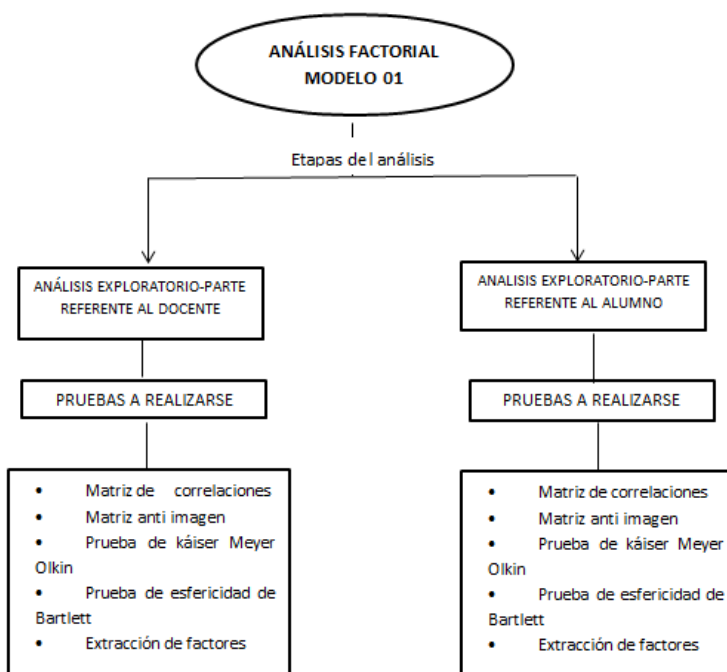 ANÁLISIS FACTORIAL
MODELO 01
Etapas del análisis
ANÁLISIS EXPLORATORIO-PARTE
REFERENTE AL DOCENTE
ANALISIS EXPLORATORIO-PARTE
REFERENTE AL ALUMNO
PRUEBAS A REALIZARSE
PRUEBAS A REALIZARSE
• Matriz de correlaciones
• Matriz anti imagen
• Prueba de káiser Meyer
Olkin
• Prueba de esfericidad de
Bartlett
• Extracción de factores
• Matriz de correlaciones
• Matriz anti imagen
• Prueba de káiser Meyer
Olkin
• Prueba de esfericidad de
Bartlett
• Extracción de factores